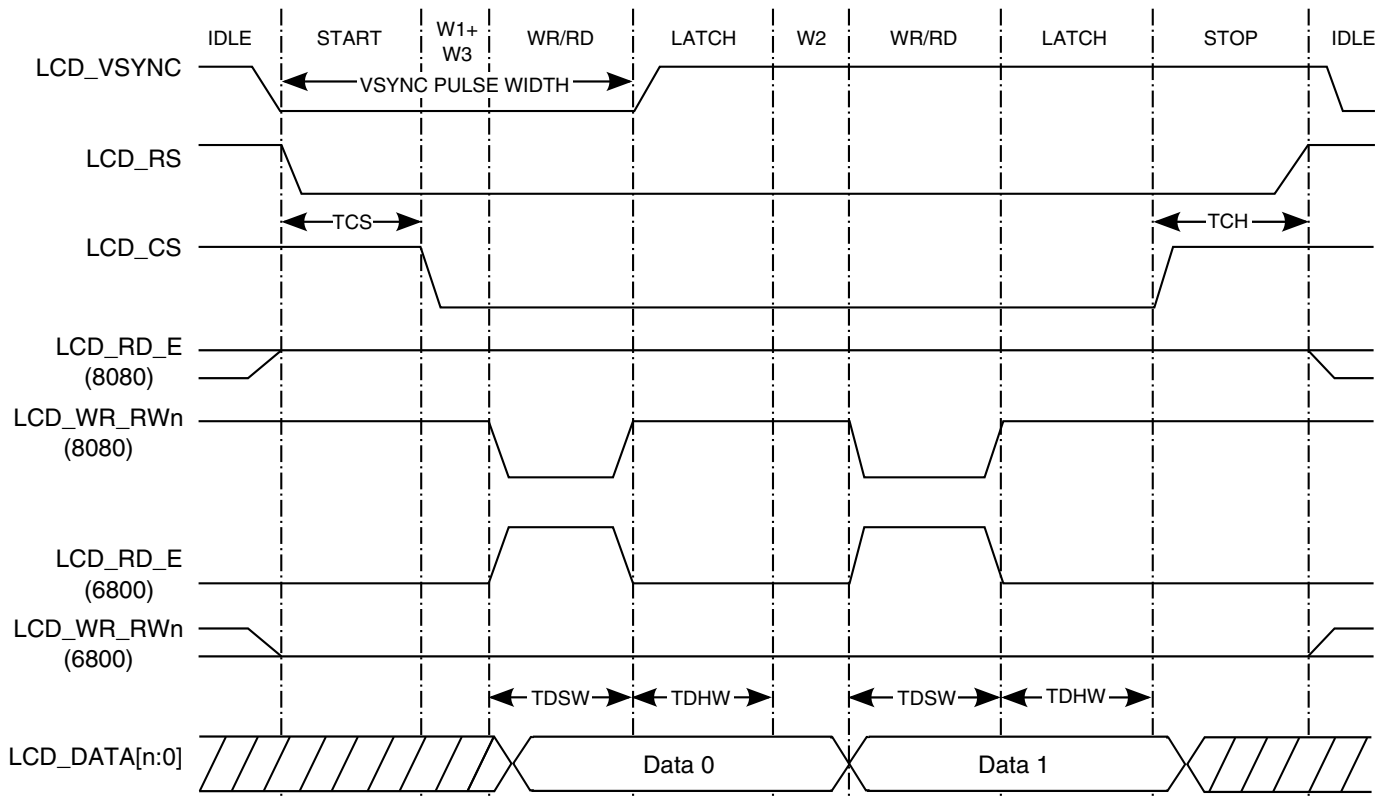 IDLE START W1+ WR/RD LATCH W2 WR/RD LATCH STOP IDLE
W3
LCD_VSYNC
VSYNC PULSE WIDTH
LCD_RS
TCS TCH
LCD_CS
LCD_RD_E
(8080)
LCD_WR_RWn
(8080)
LCD_RD_E
(6800)
LCD_WR_RWn
(6800)
TDSW TDHW TDSW TDHW
LCD_DATA[n:0] Data 0 Data 1